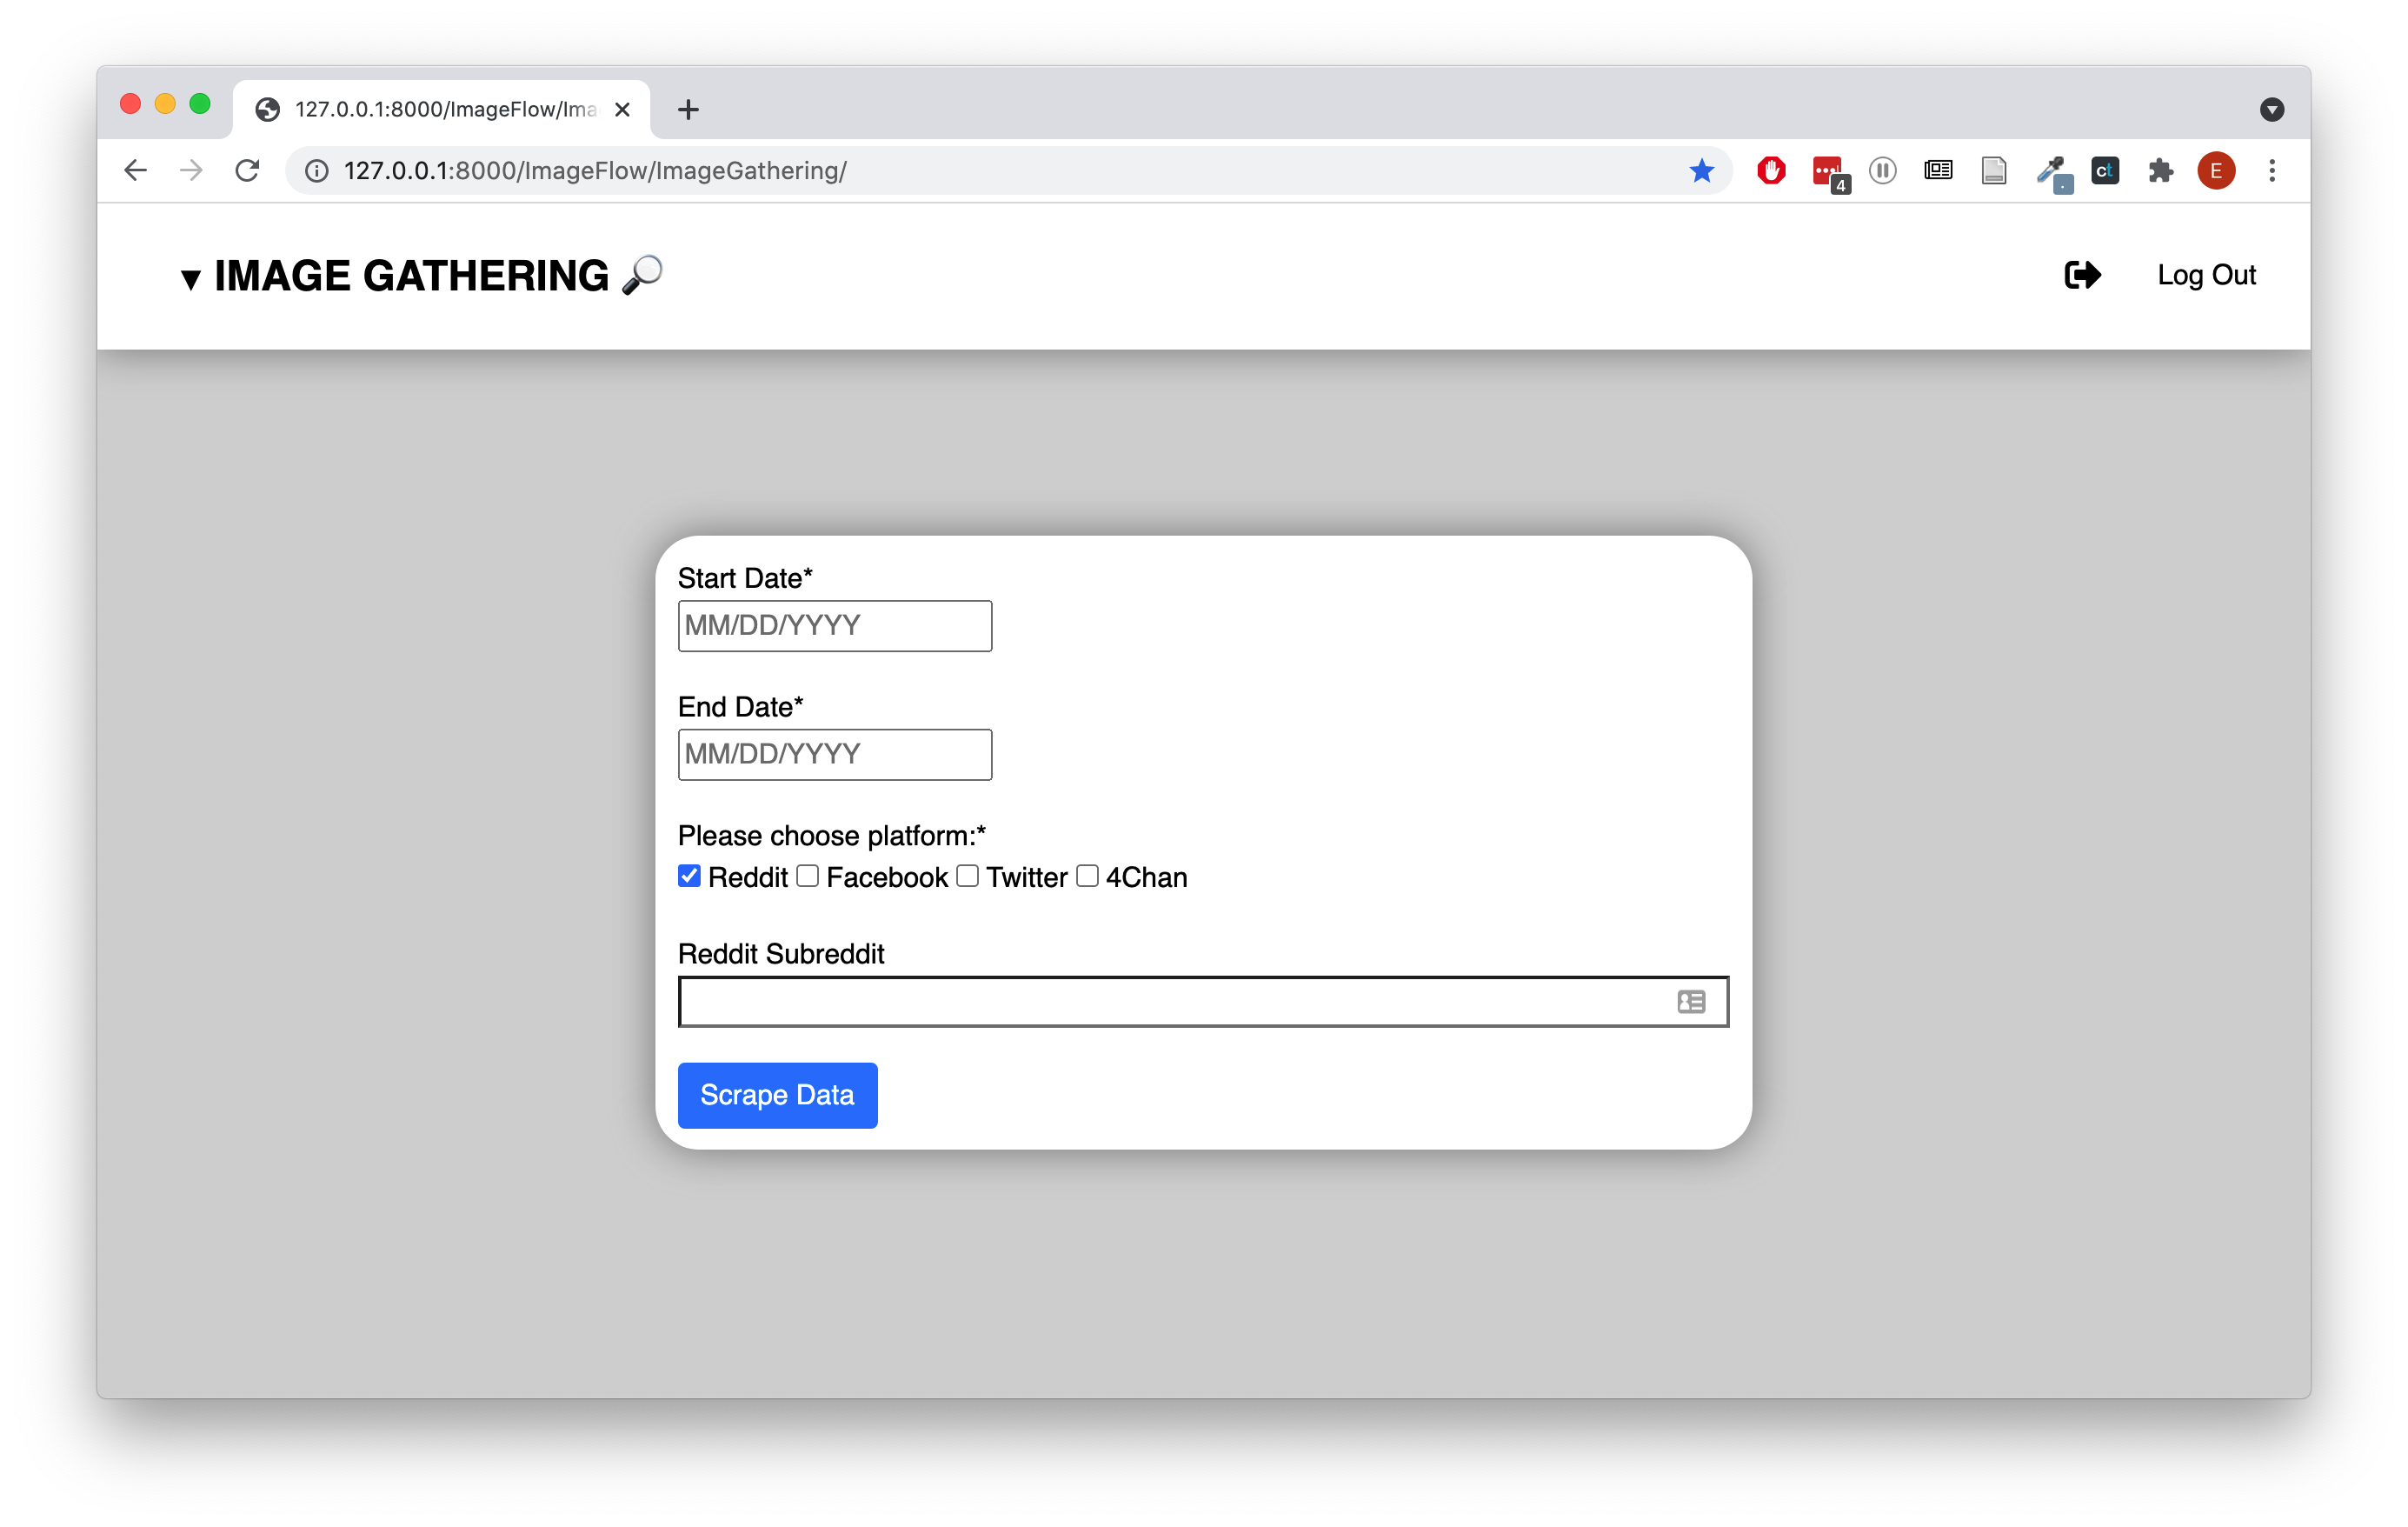 127.0.0.1:8000/ImageFlow/Ima
127.0.0.1:8000/ImageFlow/ImageGathering/
4
ct
E
▼ IMAGE GATHERING 🔎
Log Out
Start Date*
MM/DD/YYYY
End Date*
MM/DD/YYYY
Please choose platform:*
Reddit Facebook Twitter 4Chan
Reddit Subreddit
Scrape Data